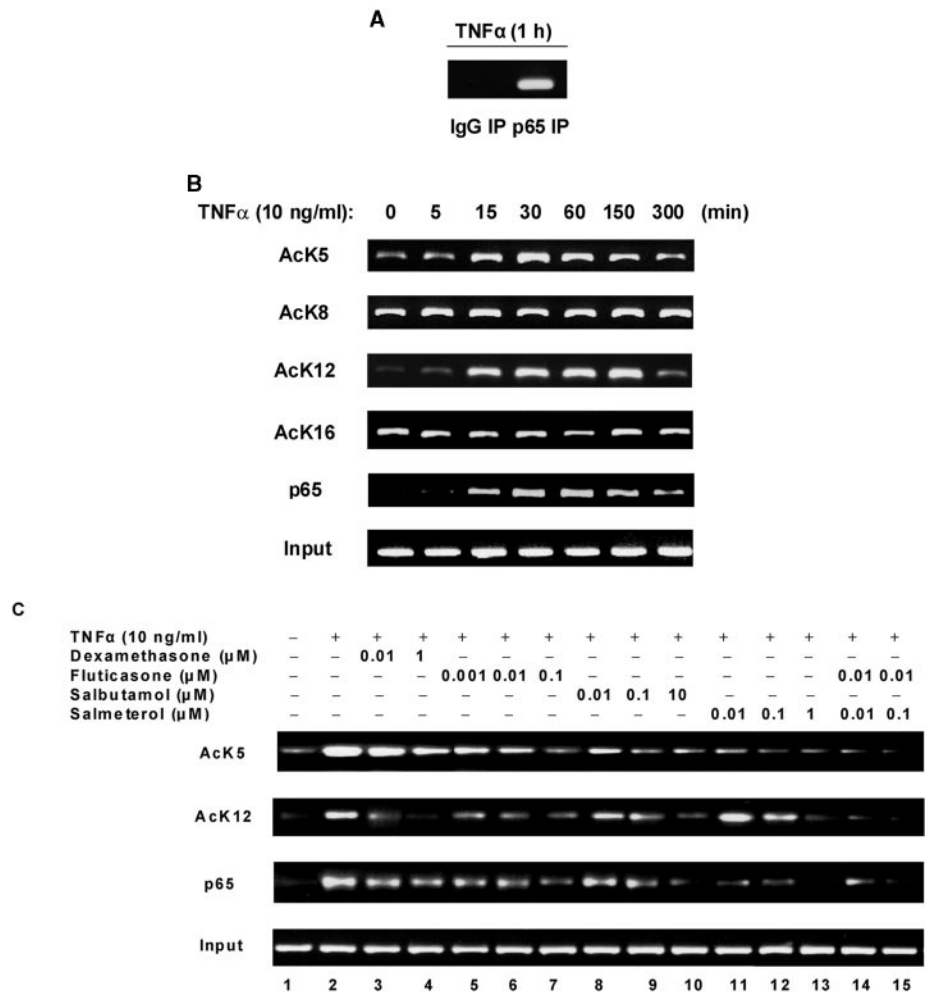 A
TNFα (1 h)
IgG IP p65 IP
B
TNFα (10 ng/ml): 0 5 15 30 60 150 300 (min)
AcK5
AcK8
AcK12
AcK16
p65
Input
C
TNFα (10 ng/ml) – + + + + + + + + + + + + + +
Dexamethasone (µM) – – 0.01 1 – – – – – – – – – – –
Fluticasone (µM) – – – – 0.001 0.01 0.1 – – – – – – 0.01 0.01
Salbutamol (µM) – – – – – – – 0.01 0.1 10 – – – – –
Salmeterol (µM) – – – – – – – – – – 0.01 0.1 1 0.01 0.1
AcK5
AcK12
p65
Input
1 2 3 4 5 6 7 8 9 10 11 12 13 14 15